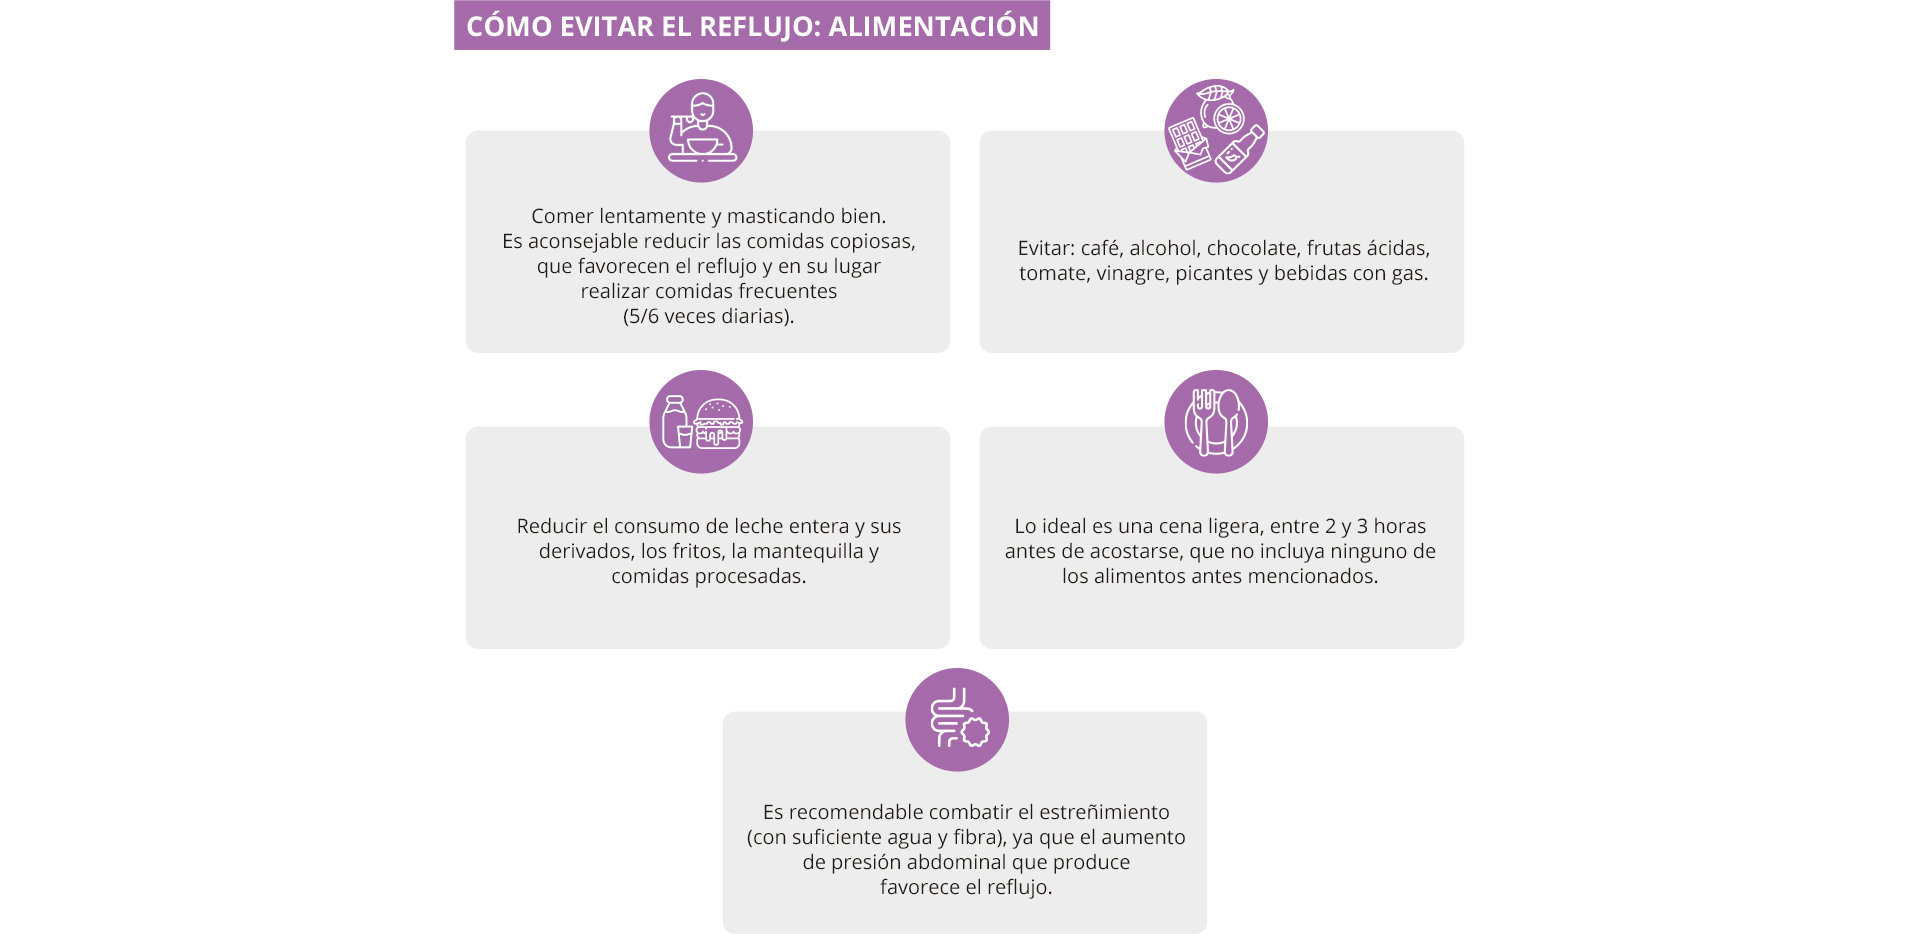 CÓMO EVITAR EL REFLUJO: ALIMENTACIÓN
Comer lentamente y masticando bien.
Es aconsejable reducir las comidas copiosas,
que favorecen el reflujo y en su lugar
realizar comidas frecuentes
(5/6 veces diarias).
Evitar: café, alcohol, chocolate, frutas ácidas,
tomate, vinagre, picantes y bebidas con gas.
Reducir el consumo de leche entera y sus
derivados, los fritos, la mantequilla y
comidas procesadas.
Lo ideal es una cena ligera, entre 2 y 3 horas
antes de acostarse, que no incluya ninguno de
los alimentos antes mencionados.
Es recomendable combatir el estreñimiento
(con suficiente agua y fibra), ya que el aumento
de presión abdominal que produce
favorece el reflujo.